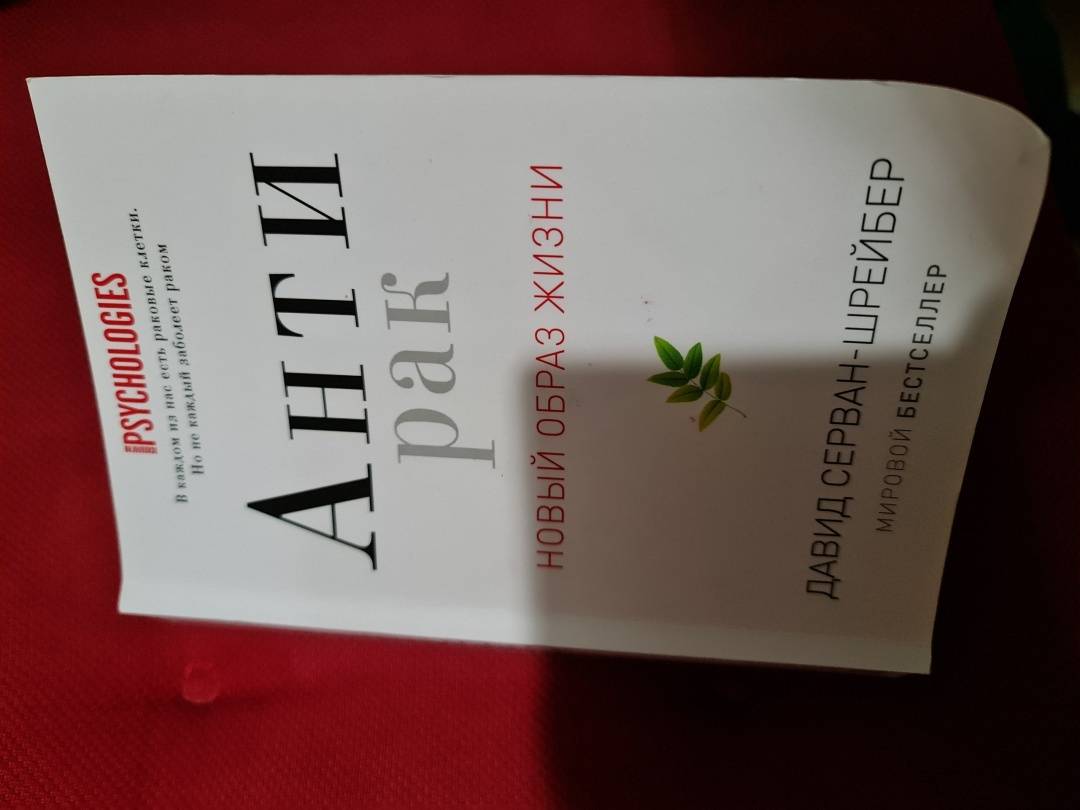 PSYCHOLOGIES
В каждом из нас есть раковые клетки.
Но не каждый заболеет раком
АНТИ
рак
НОВЫЙ ОБРАЗ ЖИЗНИ
ДАВИД СЕРВАН-ШРЕЙБЕР
МИРОВОЙ БЕСТСЕЛЛЕР